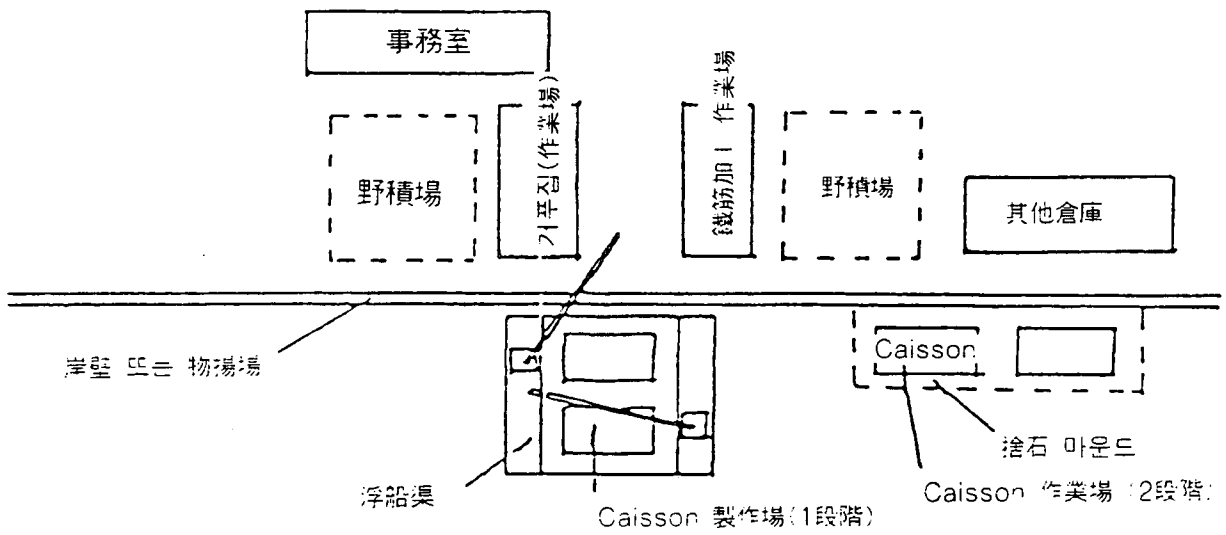 事務室
野積場
거푸집(作業場)
鐵筋加工 作業場
野積場
其他倉庫
岸壁 또는 物揚場
Caisson
捨石 마운드
浮船渠
Caisson 作業場 (2段階)
Caisson 製作場(1段階)